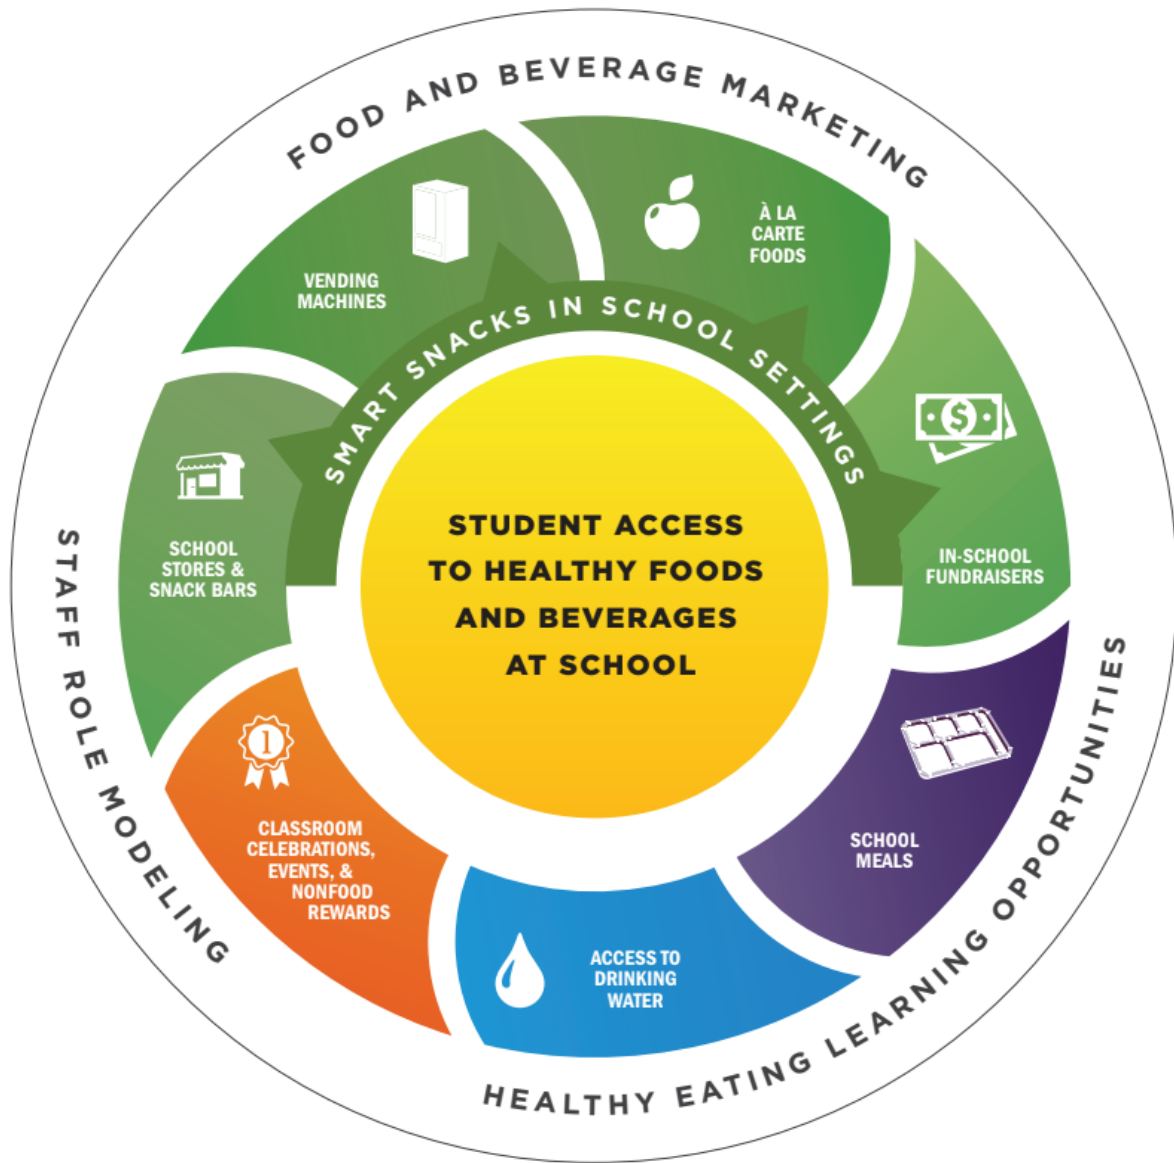 FOOD AND BEVERAGE MARKETING
À LA
CARTE
FOODS
VENDING
MACHINES
SMART SNACKS IN SCHOOL SETTINGS
$
IN-SCHOOL
FUNDRAISERS
SCHOOL
STORES &
SNACK BARS
STUDENT ACCESS
TO HEALTHY FOODS
AND BEVERAGES
AT SCHOOL
STAFF ROLE MODELING
1
CLASSROOM
CELEBRATIONS,
EVENTS, &
NONFOOD
REWARDS
SCHOOL
MEALS
ACCESS TO
DRINKING
WATER
HEALTHY EATING LEARNING OPPORTUNITIES